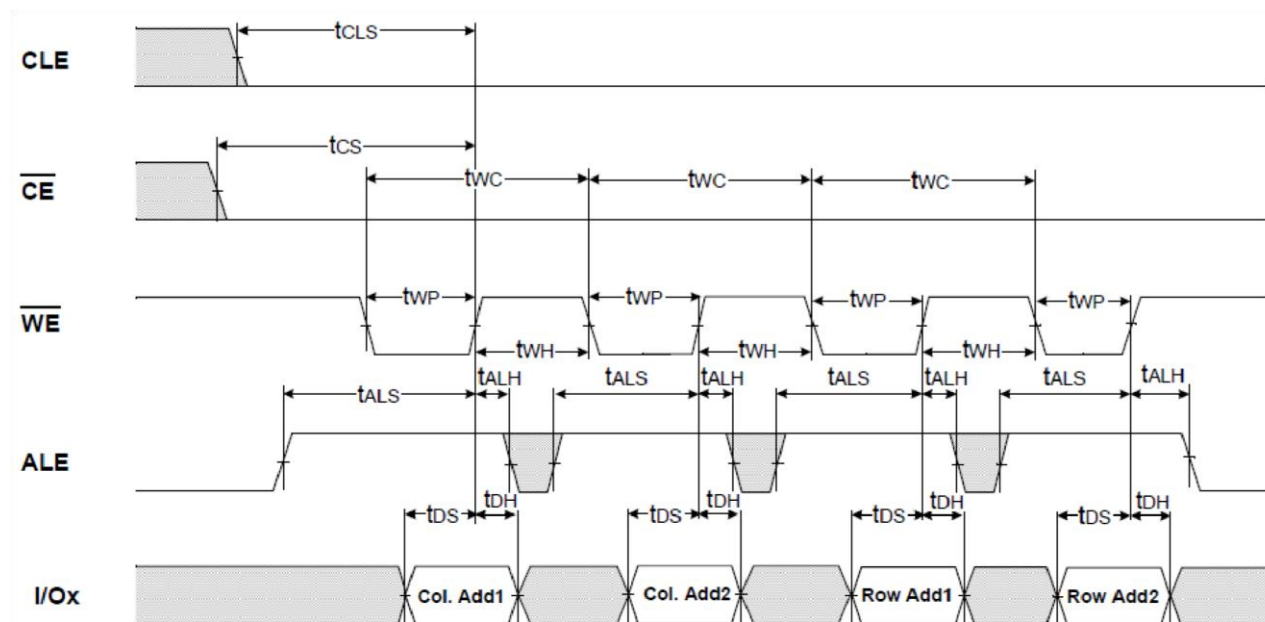 tCLS
CLE
tCS
CE
tWC tWC tWC
WE
tWP tWP tWP tWP
tWH tWH tWH
tALS tALH tALS tALH tALS tALH tALS tALH
ALE
tDS tDH tDS tDH tDS tDH tDS tDH
I/Ox Col. Add1 Col. Add2 Row Add1 Row Add2